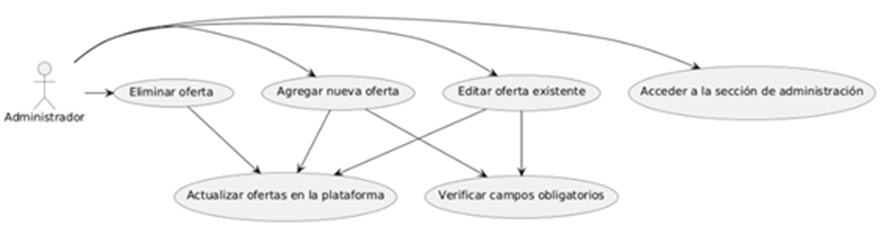 Administrador
Eliminar oferta
Agregar nueva oferta
Editar oferta existente
Acceder a la sección de administración
Actualizar ofertas en la plataforma
Verificar campos obligatorios